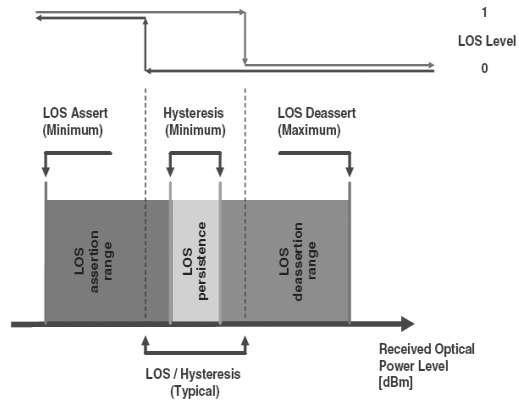 1
LOS Level
0
LOS Assert
(Minimum)
Hysteresis
(Minimum)
LOS Deassert
(Maximum)
LOS
assertion
range
LOS
persistence
LOS
deassertion
range
Received Optical
Power Level
[dBm]
LOS / Hysteresis
(Typical)